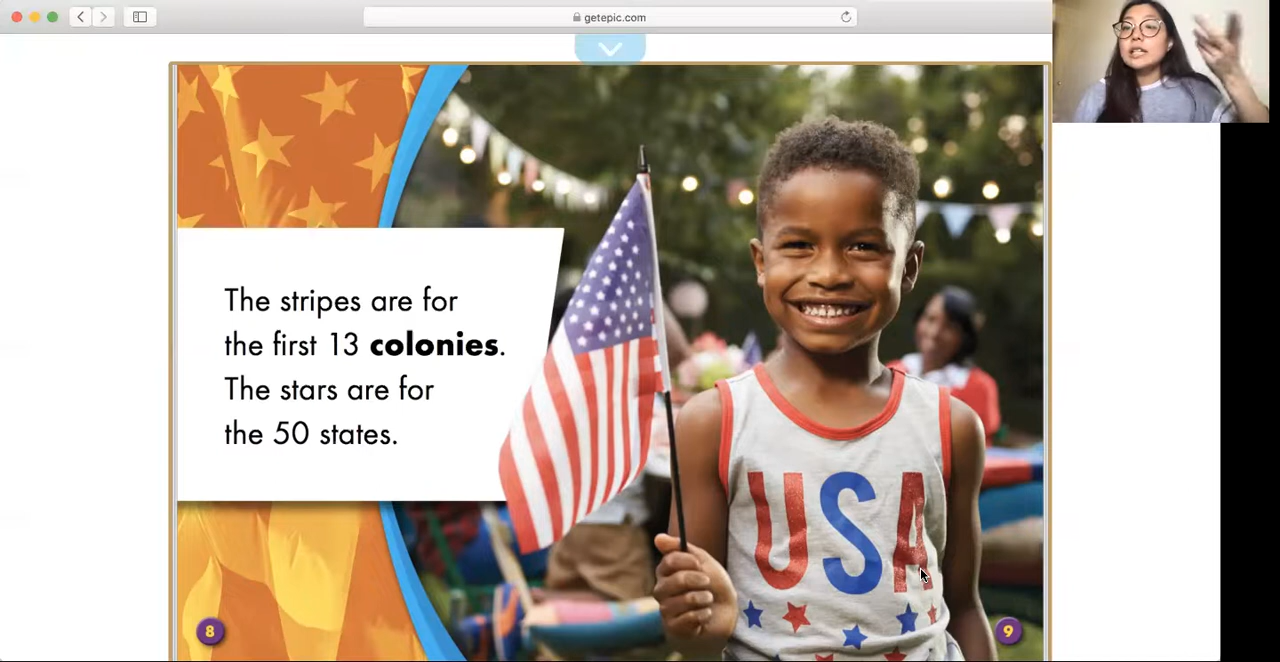 getepic.com
The stripes are for
the first 13 colonies.
The stars are for
the 50 states.
USA
8
9